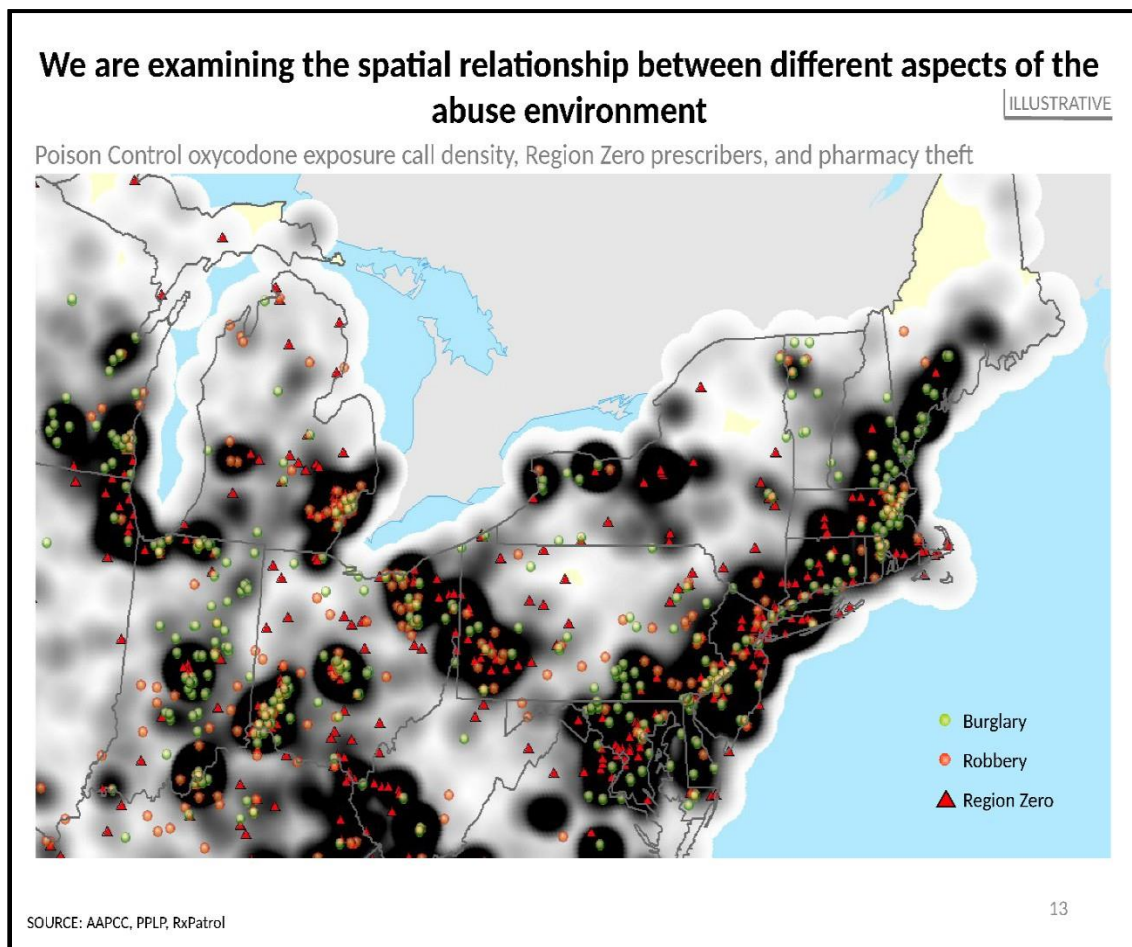 We are examining the spatial relationship between different aspects of the
abuse environment
ILLUSTRATIVE
Poison Control oxycodone exposure call density, Region Zero prescribers, and pharmacy theft
Burglary
Robbery
Region Zero
SOURCE: AAPCC, PPLP, RxPatrol
13